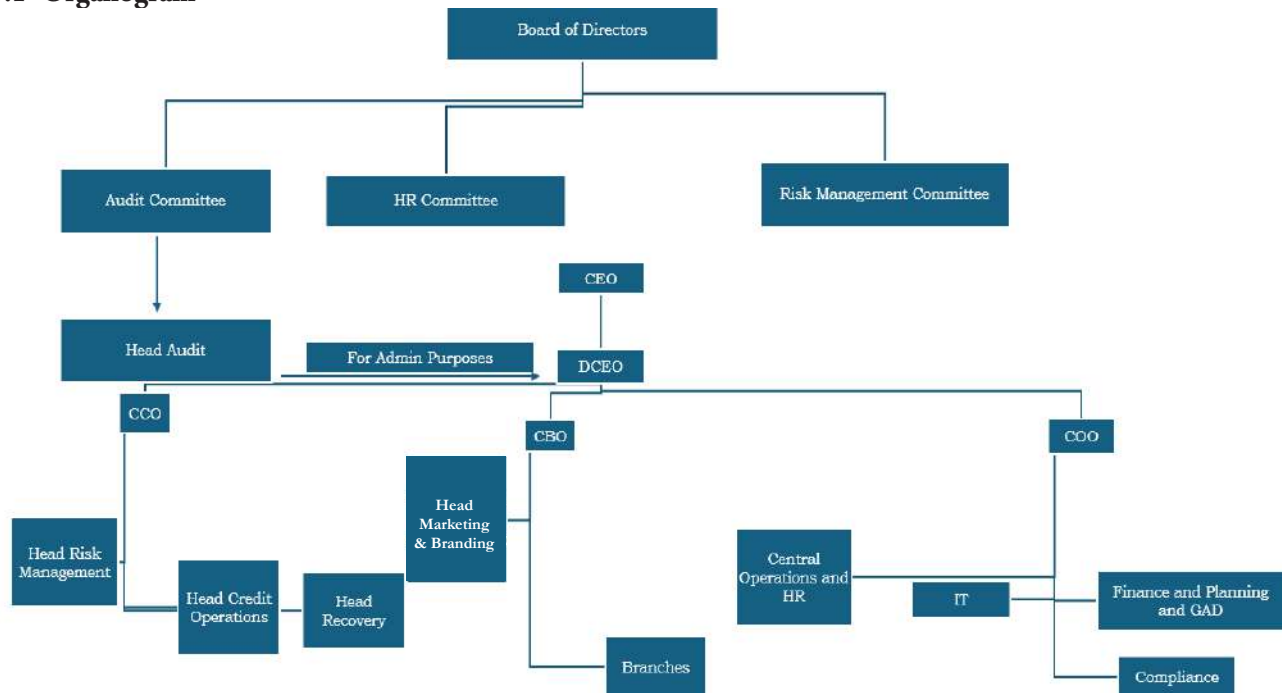 Organogram
Board of Directors
Audit Committee
HR Committee
Risk Management Committee
CEO
Head Audit
For Admin Purposes
DCEO
CCO
CBO
COO
Head
Marketing
& Branding
Head Risk
Management
Head Credit
Operations
Head
Recovery
Central
Operations and
HR
IT
Finance and Planning
and GAD
Branches
Compliance